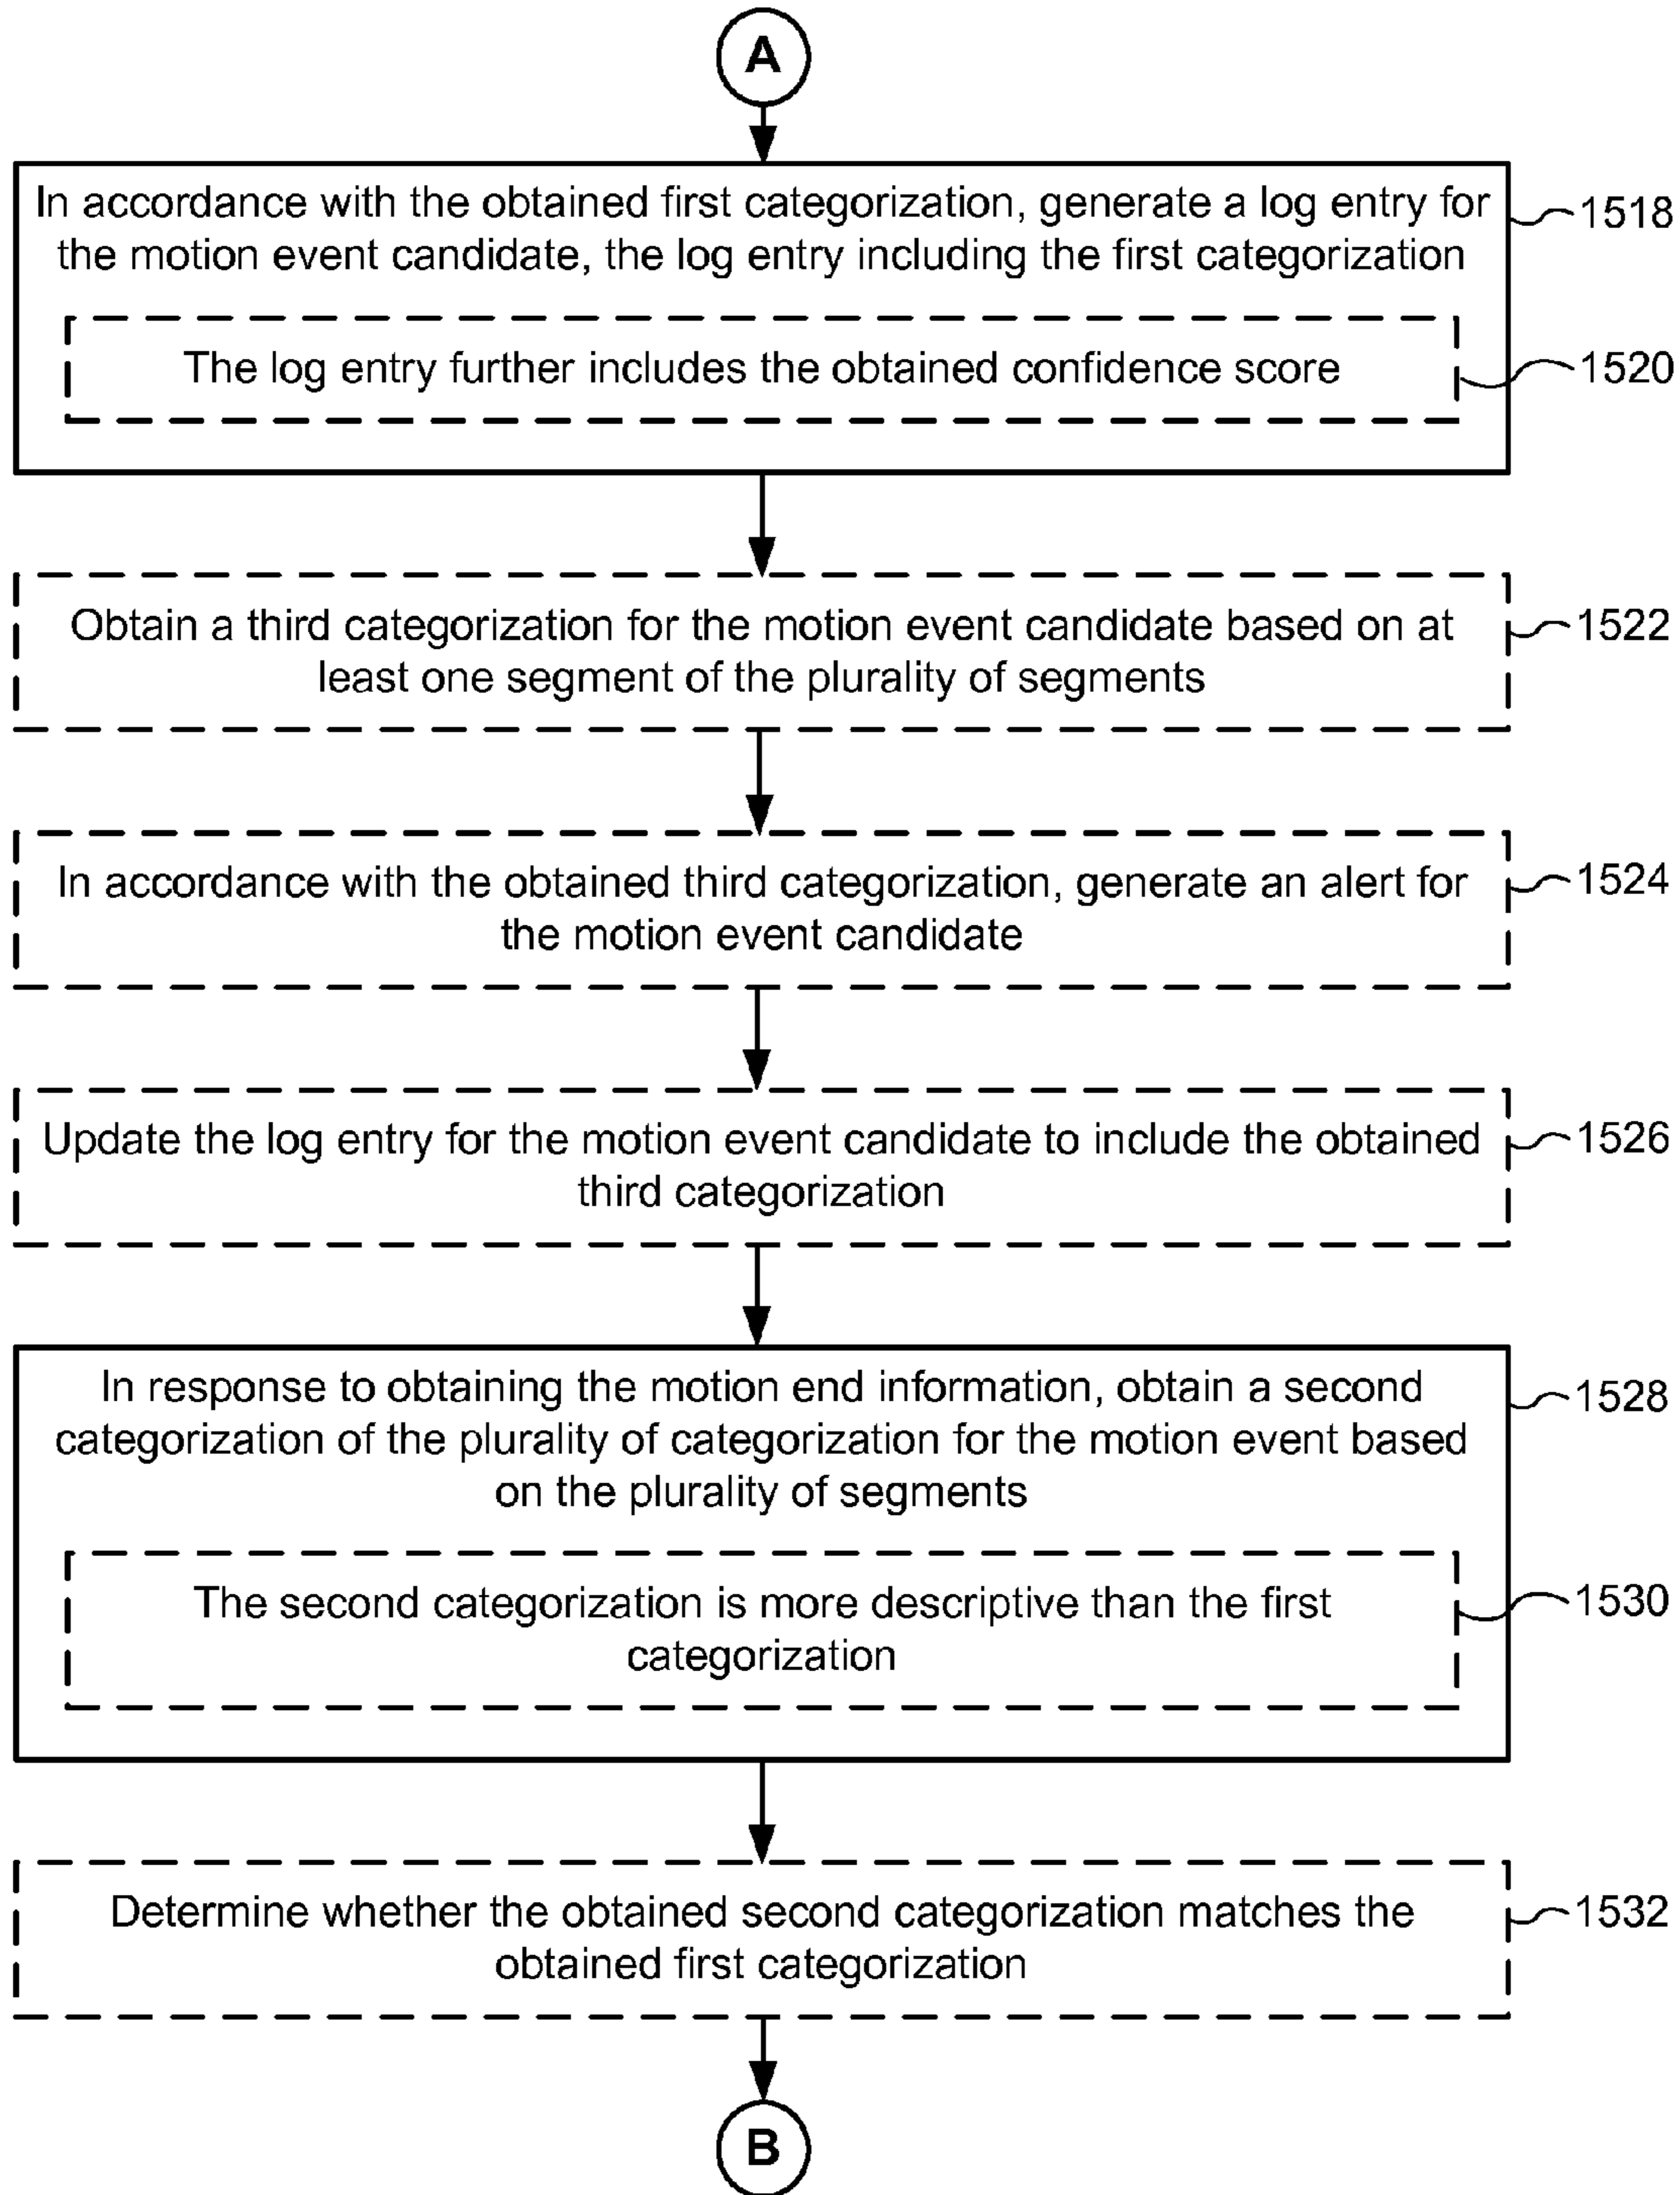 A
In accordance with the obtained first categorization, generate a log entry for
the motion event candidate, the log entry including the first categorization
1518
The log entry further includes the obtained confidence score
1520
Obtain a third categorization for the motion event candidate based on at
least one segment of the plurality of segments
1522
In accordance with the obtained third categorization, generate an alert for
the motion event candidate
1524
Update the log entry for the motion event candidate to include the obtained
third categorization
1526
In response to obtaining the motion end information, obtain a second
categorization of the plurality of categorization for the motion event based
on the plurality of segments
1528
The second categorization is more descriptive than the first
categorization
1530
Determine whether the obtained second categorization matches the
obtained first categorization
1532
B